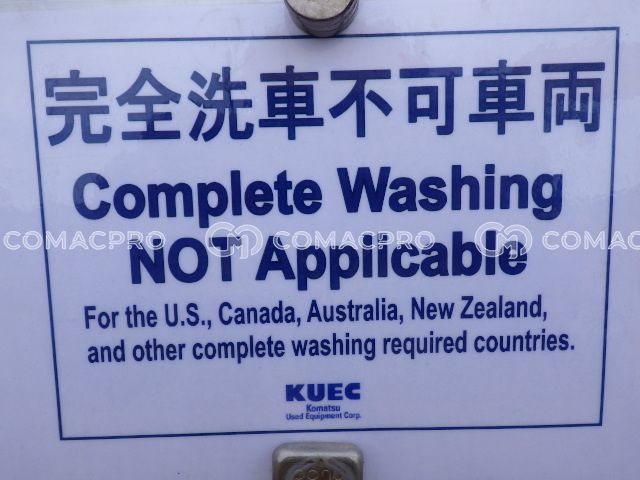 完全洗車不可車両
Complete Washing
COMACPRO COMACPRO COMACPRO
NOT Applicable
For the U.S., Canada, Australia, New Zealand,
and other complete washing required countries.
KUEC
Komatsu
Used Equipment Corp.